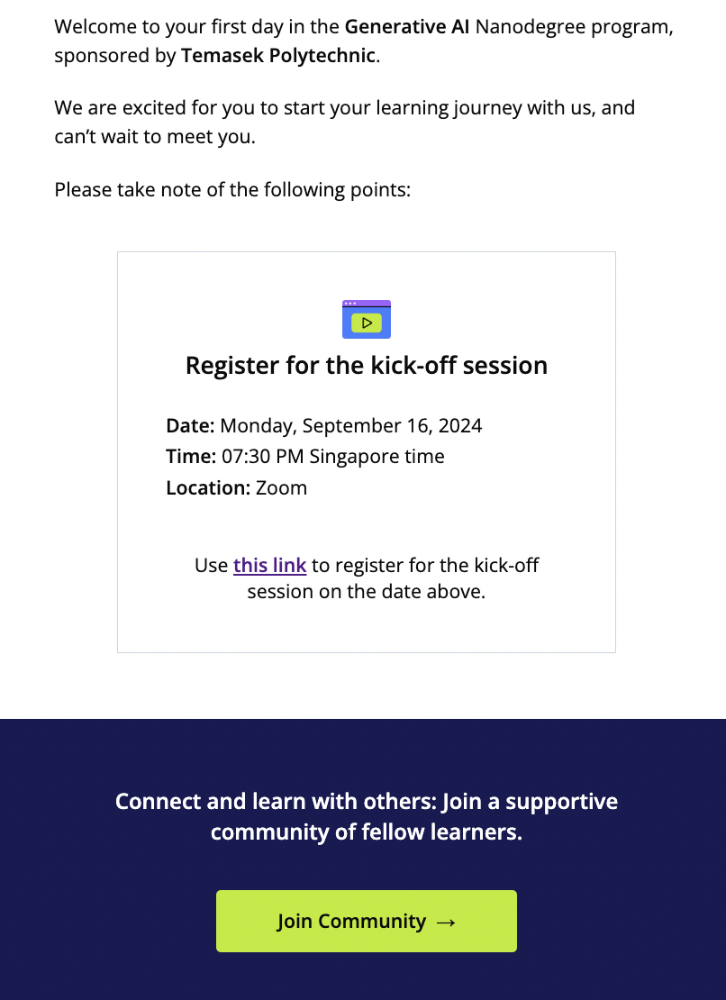 Welcome to your first day in the Generative AI Nanodegree program,
sponsored by Temasek Polytechnic.
We are excited for you to start your learning journey with us, and
can’t wait to meet you.
Please take note of the following points:
Register for the kick-off session
Date: Monday, September 16, 2024
Time: 07:30 PM Singapore time
Location: Zoom
Use this link to register for the kick-off
session on the date above.
Connect and learn with others: Join a supportive
community of fellow learners.
Join Community →